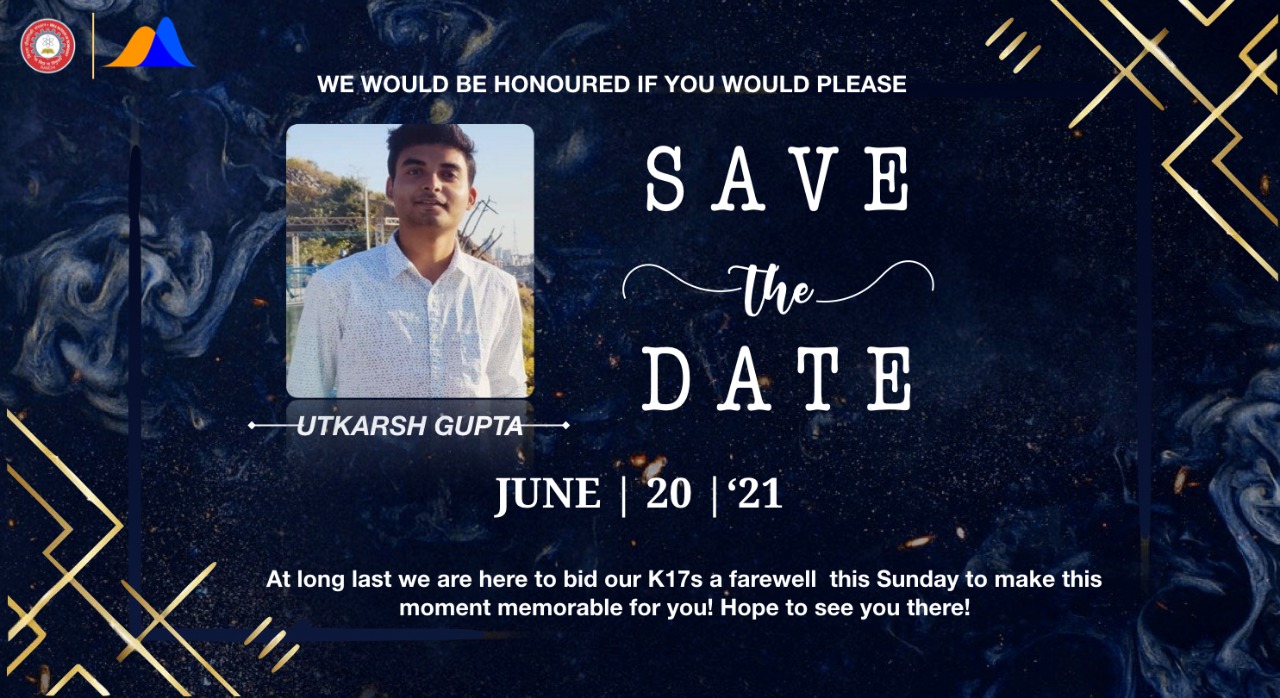 WE WOULD BE HONOURED IF YOU WOULD PLEASE
SAVE
the
DATE
UTKARSH GUPTA
JUNE | 20 | ‘21
At long last we are here to bid our K17s a farewell this Sunday to make this
moment memorable for you! Hope to see you there!